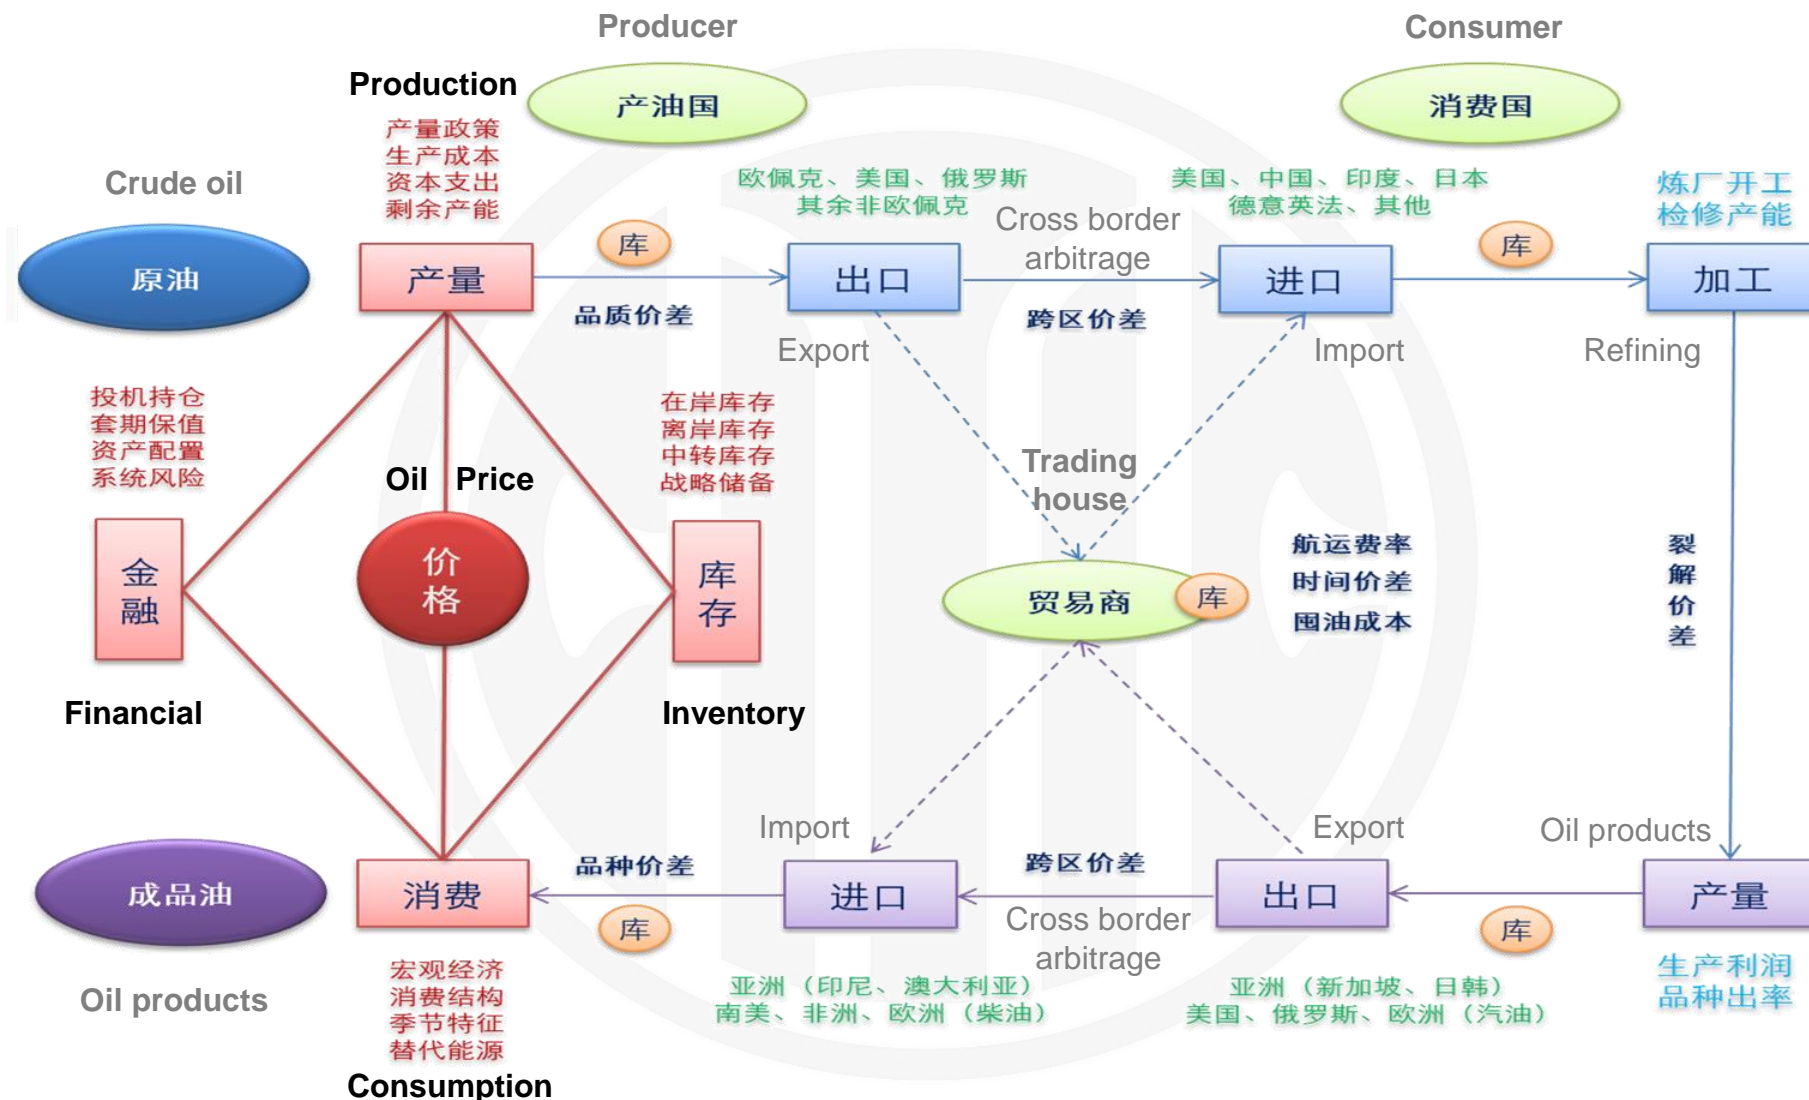 Producer
Consumer
Production
产油国
消费国
产量政策
生产成本
资本支出
剩余产能
Crude oil
欧佩克、美国、俄罗斯
其余非欧佩克
美国、中国、印度、日本
德意英法、其他
炼厂开工
检修产能
Cross border
arbitrage
原油
产量
库
出口
进口
库
加工
品质价差
跨区价差
Export
Import
Refining
投机持仓
套期保值
资产配置
系统风险
在岸库存
离岸库存
中转库存
战略储备
Oil Price
Trading
house
金融
价格
库存
贸易商
库
航运费率
时间价差
囤油成本
裂解价差
Financial
Inventory
Import
Export
Oil products
成品油
消费
品种价差
库
进口
跨区价差
Cross border
arbitrage
出口
库
产量
Oil products
宏观经济
消费结构
季节特征
替代能源
Consumption
亚洲（印尼、澳大利亚）
南美、非洲、欧洲（柴油）
亚洲（新加坡、日韩）
美国、俄罗斯、欧洲（汽油）
生产利润
品种出率